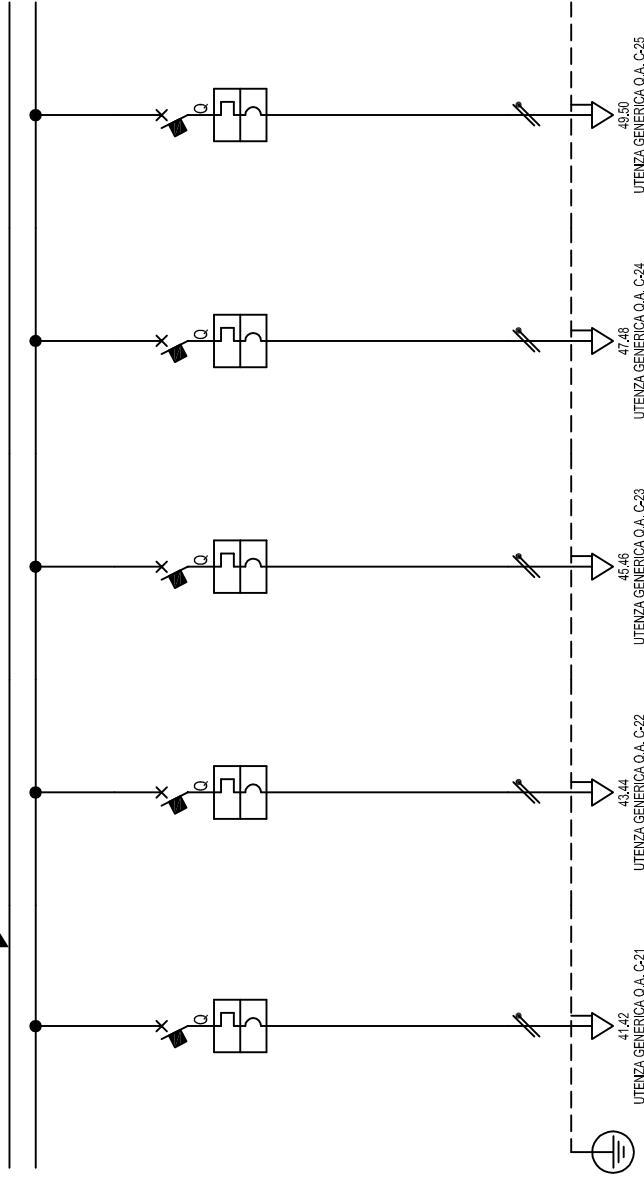 Q
Q
Q
Q
Q
41.42
UTENZA GENERICA Q.A. C-21
43.44
UTENZA GENERICA Q.A. C-22
45.46
UTENZA GENERICA Q.A. C-23
47.48
UTENZA GENERICA Q.A. C-24
49.50
UTENZA GENERICA Q.A. C-25